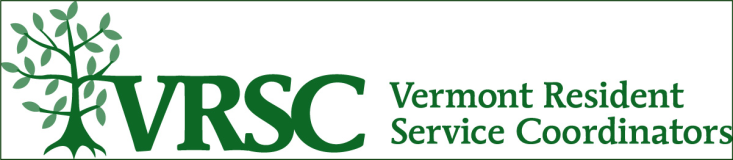 VRSC
Vermont Resident
Service Coordinators